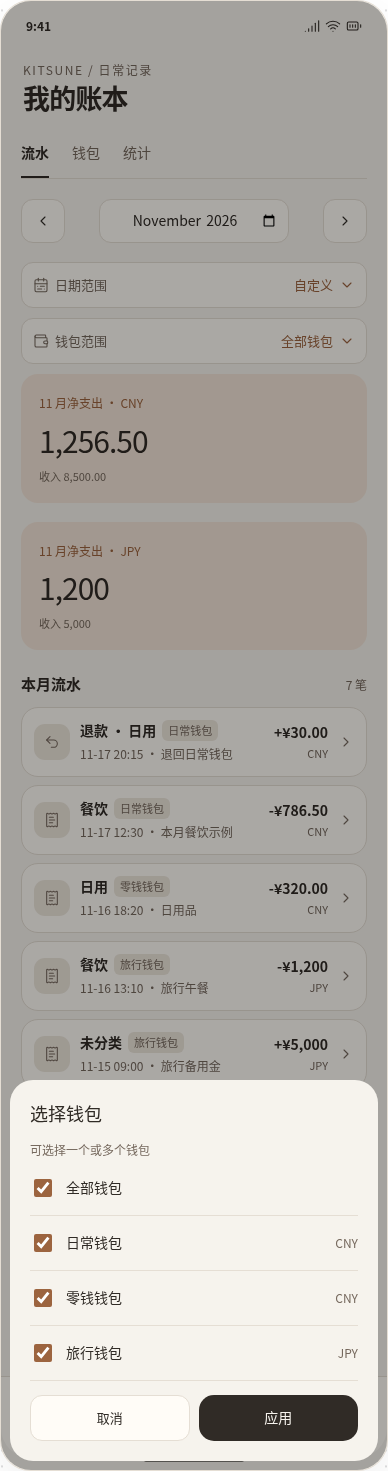 9:41
KITSUNE / 日常记录
我的账本
流水 钱包 统计
November 2026
日期范围 自定义
钱包范围 全部钱包
11 月净支出 · CNY
1,256.50
收入 8,500.00
11 月净支出 · JPY
1,200
收入 5,000
本月流水 7 笔
退款 · 日用 日常钱包 +¥30.00
11-17 20:15 · 退回日常钱包 CNY
餐饮 日常钱包 -¥786.50
11-17 12:30 · 本月餐饮示例 CNY
日用 零钱钱包 -¥320.00
11-16 18:20 · 日用品 CNY
餐饮 旅行钱包 -¥1,200
11-16 13:10 · 旅行午餐 JPY
未分类 旅行钱包 +¥5,000
11-15 09:00 · 旅行备用金 JPY
选择钱包
可选择一个或多个钱包
全部钱包
日常钱包 CNY
零钱钱包 CNY
旅行钱包 JPY
取消 应用